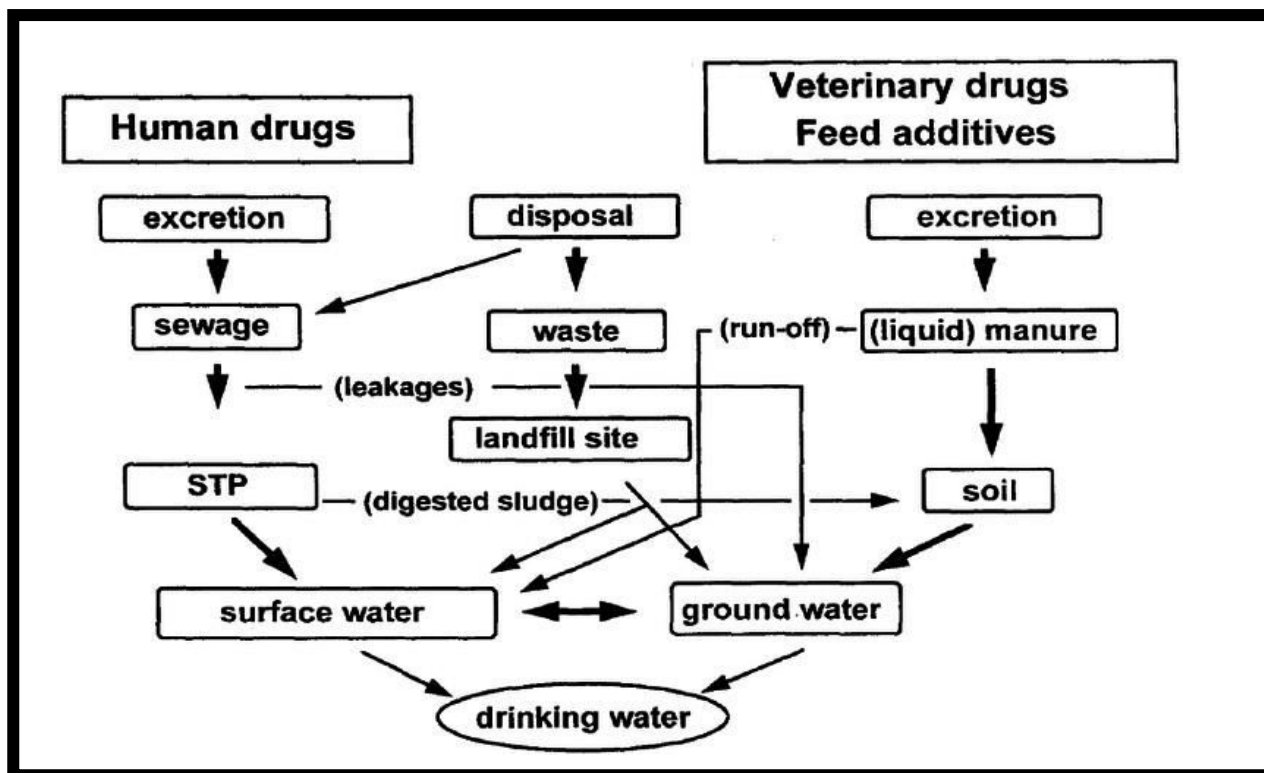 Human drugs
Veterinary drugs
Feed additives
excretion
disposal
excretion
sewage
waste
(run-off)
(liquid) manure
(leakages)
landfill site
STP
(digested sludge)
soil
surface water
ground water
drinking water